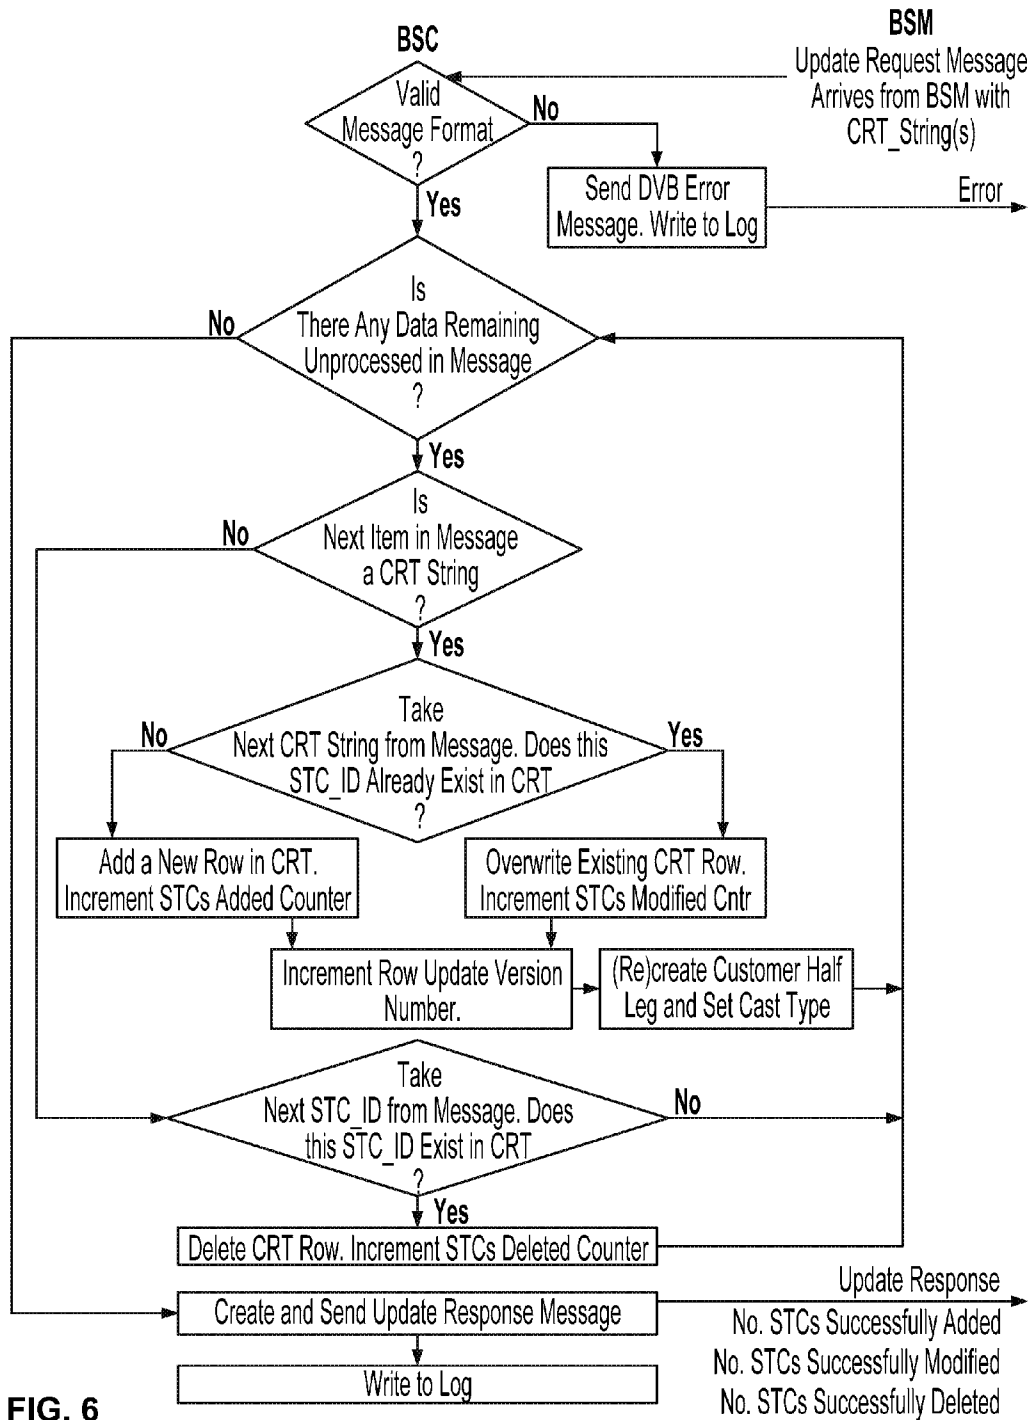 BSM
BSC
Update Request Message
Arrives from BSM with
CRT_String(s)
Valid
Message Format
?
No
Yes
Send DVB Error
Message. Write to Log
Error
Is
There Any Data Remaining
Unprocessed in Message
?
No
Yes
Is
Next Item in Message
a CRT String
?
No
Yes
Take
Next CRT String from Message. Does this
STC_ID Already Exist in CRT
?
No
Yes
Add a New Row in CRT.
Increment STCs Added Counter
Overwrite Existing CRT Row.
Increment STCs Modified Cntr
Increment Row Update Version
Number.
(Re)create Customer Half
Leg and Set Cast Type
Take
Next STC_ID from Message. Does
this STC_ID Exist in CRT
?
No
Yes
Delete CRT Row. Increment STCs Deleted Counter
Create and Send Update Response Message
Update Response
No. STCs Successfully Added
No. STCs Successfully Modified
No. STCs Successfully Deleted
Write to Log
FIG. 6